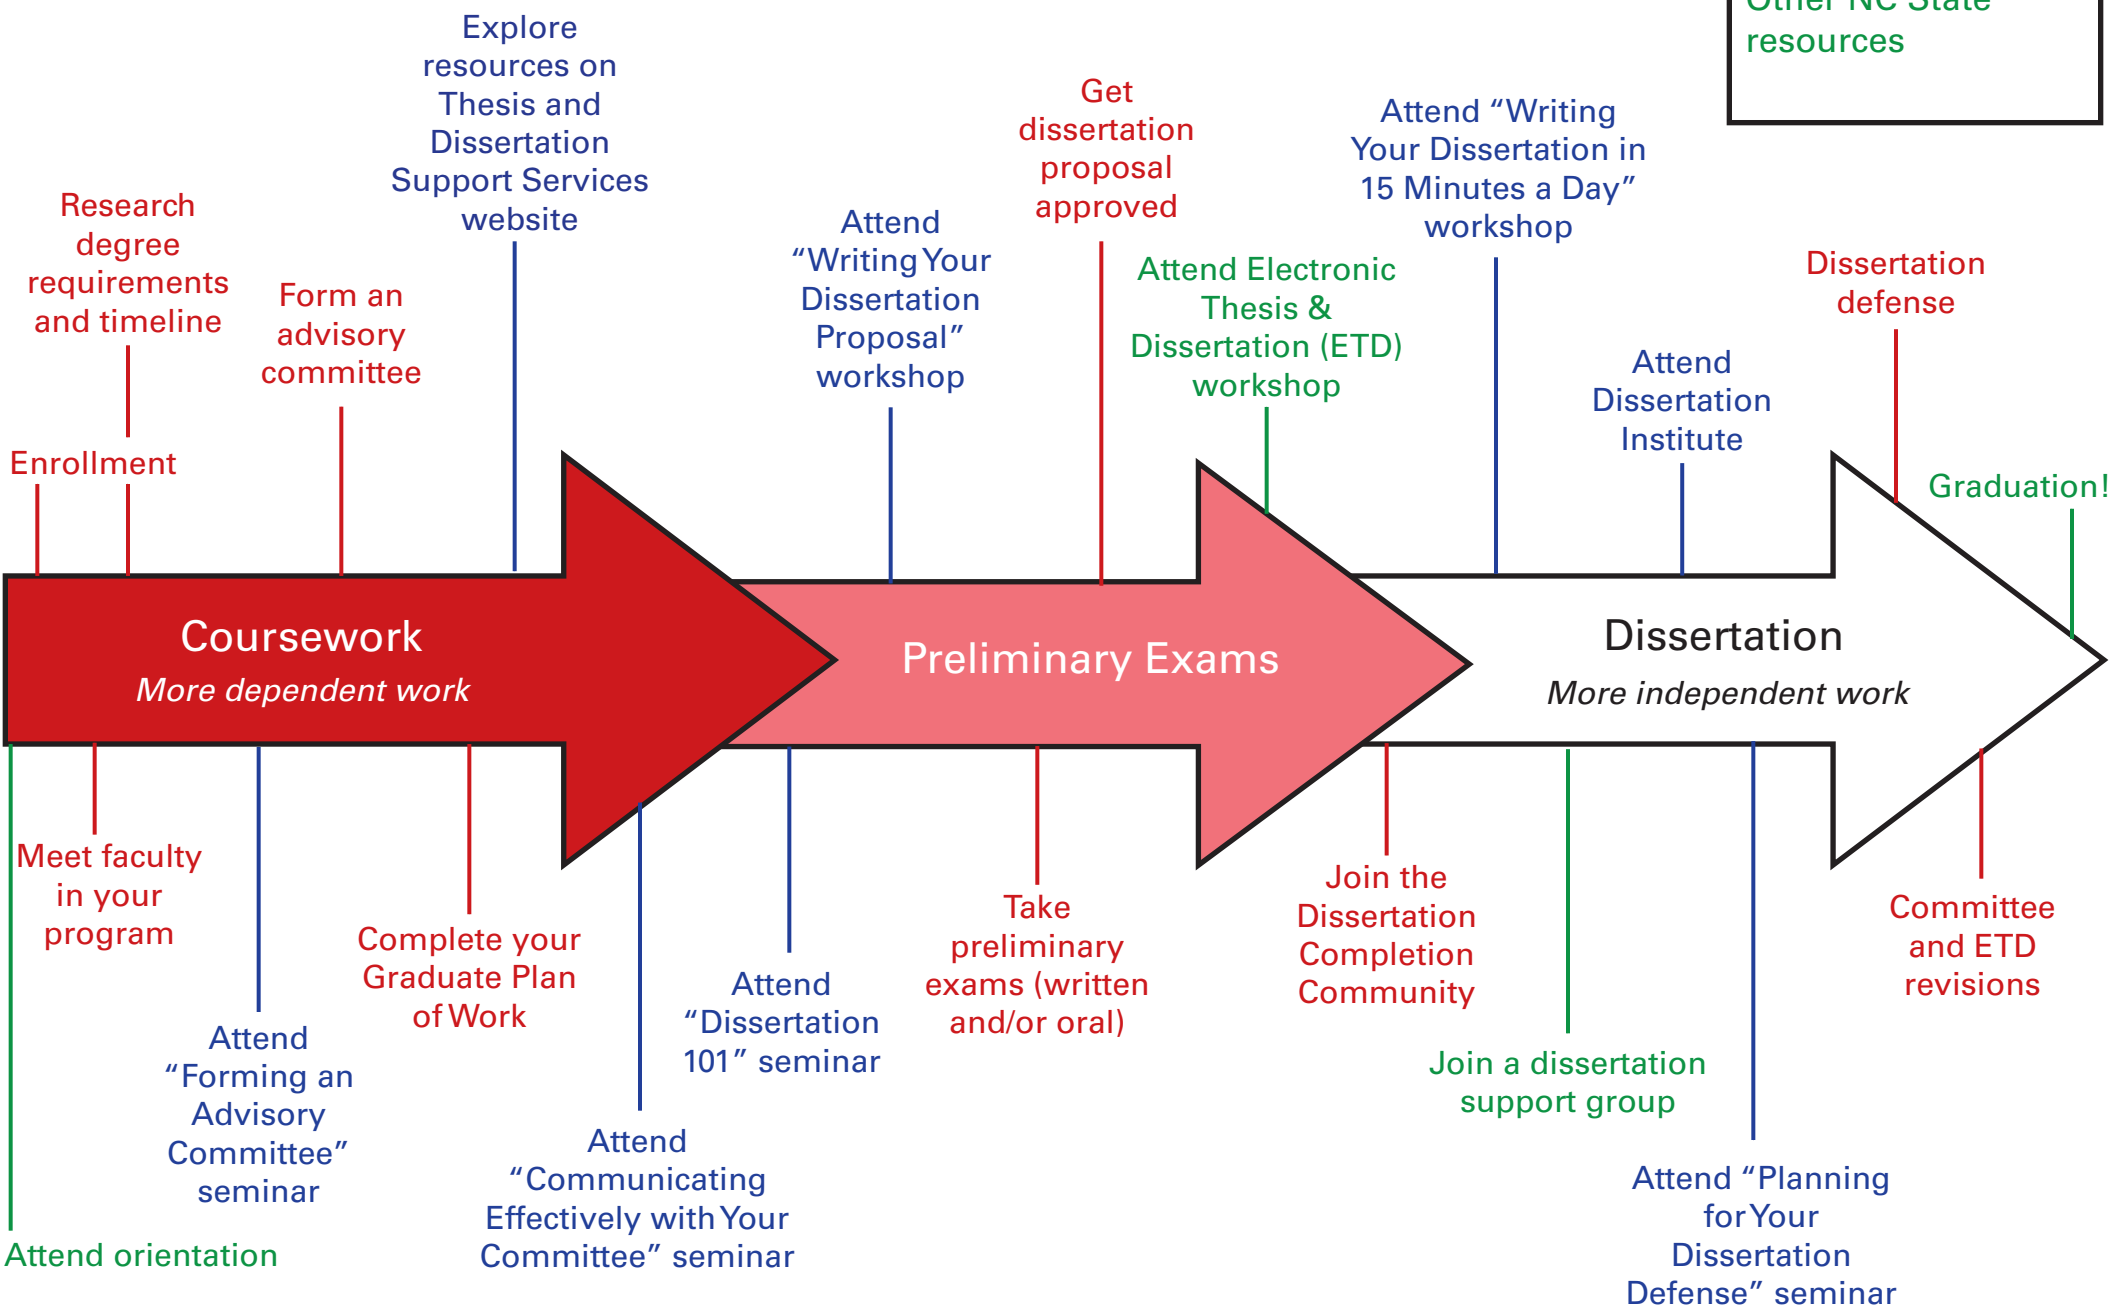 Other NC State
resources
Explore
resources on
Thesis and
Dissertation
Support Services
website
Get
dissertation
proposal
approved
Attend “Writing
Your Dissertation in
15 Minutes a Day”
workshop
Research
degree
requirements
and timeline
Form an
advisory
committee
Attend
“Writing Your
Dissertation
Proposal”
workshop
Attend Electronic
Thesis &
Dissertation (ETD)
workshop
Dissertation
defense
Attend
Dissertation
Institute
Enrollment
Graduation!
Coursework
More dependent work
Preliminary Exams
Dissertation
More independent work
Meet faculty
in your
program
Complete your
Graduate Plan
of Work
Take
preliminary
exams (written
and/or oral)
Join the
Dissertation
Completion
Community
Committee
and ETD
revisions
Attend
“Forming an
Advisory
Committee”
seminar
Attend
“Dissertation
101” seminar
Join a dissertation
support group
Attend
“Communicating
Effectively with Your
Committee” seminar
Attend “Planning
for Your
Dissertation
Defense” seminar
Attend orientation